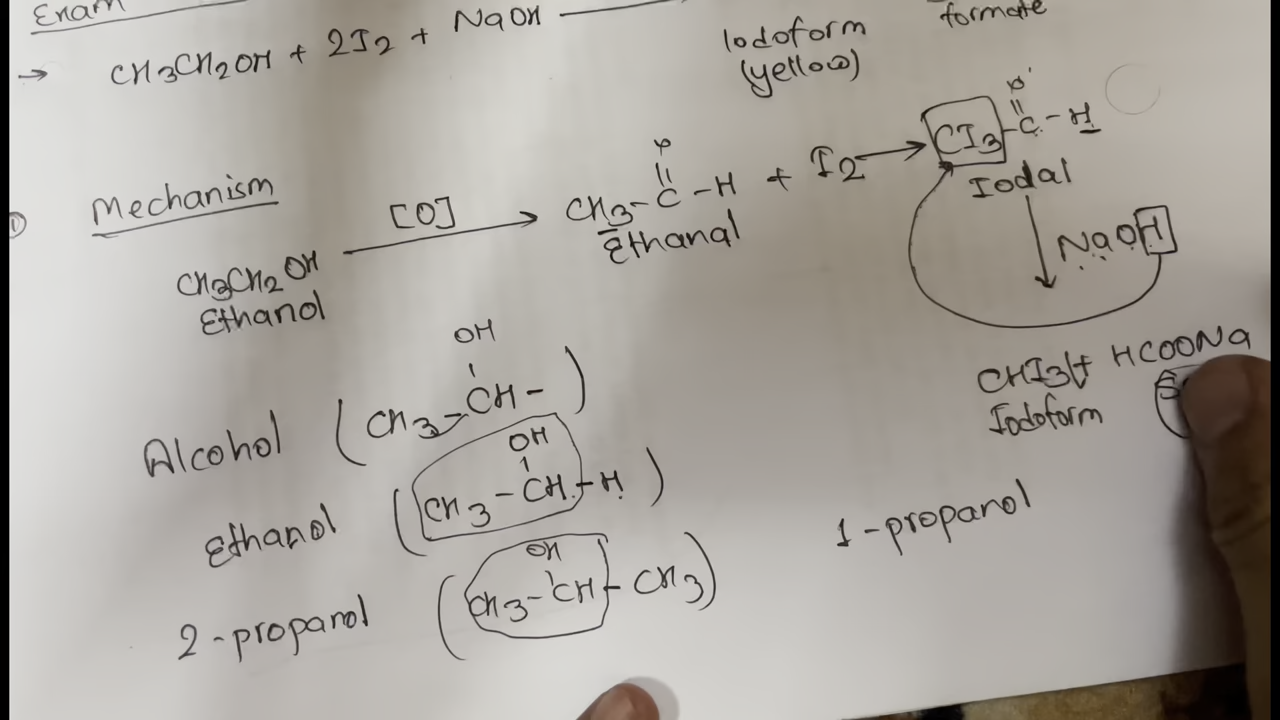 Exam
→ CH3CH2OH + 2I2 + NaOH
Iodoform
(yellow)
formate
Mechanism
CH3CH2OH
Ethanol
[O]
O
||
CH3-C-H + I2 →
Ethanal
O
||
CI3-C-H
Iodal
NaOH
CHI3 + HCOONa
Iodoform
OH
Alcohol (CH3-CH-)
OH
Ethanol (CH3-CH-H)
OH
2-propanol (CH3-CH-CH3)
1-propanol